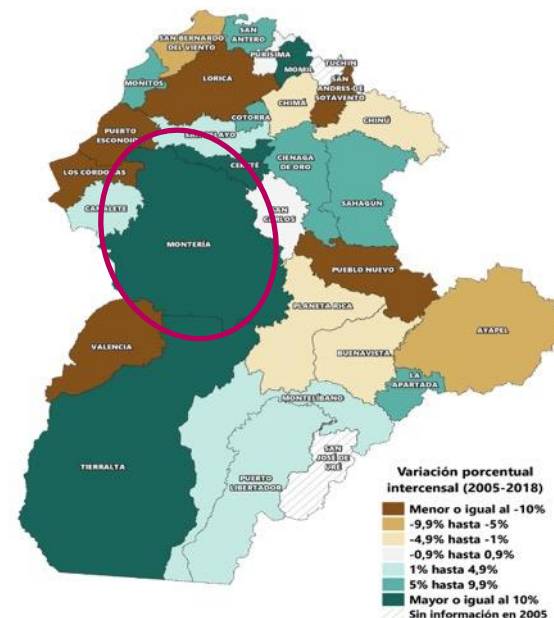 SAN BERNARDO
DEL VIENTO
SAN
ANTERO
PURÍSIMA
MOMIL
TUCHÍN
SAN
ANDRES DE
SOTAVENTO
MOÑITOS
LORICA
CHIMÁ
CHINÚ
COTORRA
PUERTO
ESCONDIDO
SAN PELAYO
CERETÉ
CIÉNAGA
DE ORO
LOS CÓRDOBAS
CANALETE
SAN
CARLOS
SAHAGÚN
MONTERÍA
PUEBLO NUEVO
PLANETA RICA
AYAPEL
VALENCIA
BUENAVISTA
LA
APARTADA
MONTELÍBANO
TIERRALTA
SAN
JOSÉ DE
URÉ
PUERTO
LIBERTADOR
Variación porcentual
intercensal (2005-2018)
Menor o igual al -10%
-9,9% hasta -5%
-4,9% hasta -1%
-0,9% hasta 0,9%
1% hasta 4,9%
5% hasta 9,9%
Mayor o igual al 10%
Sin información en 2005